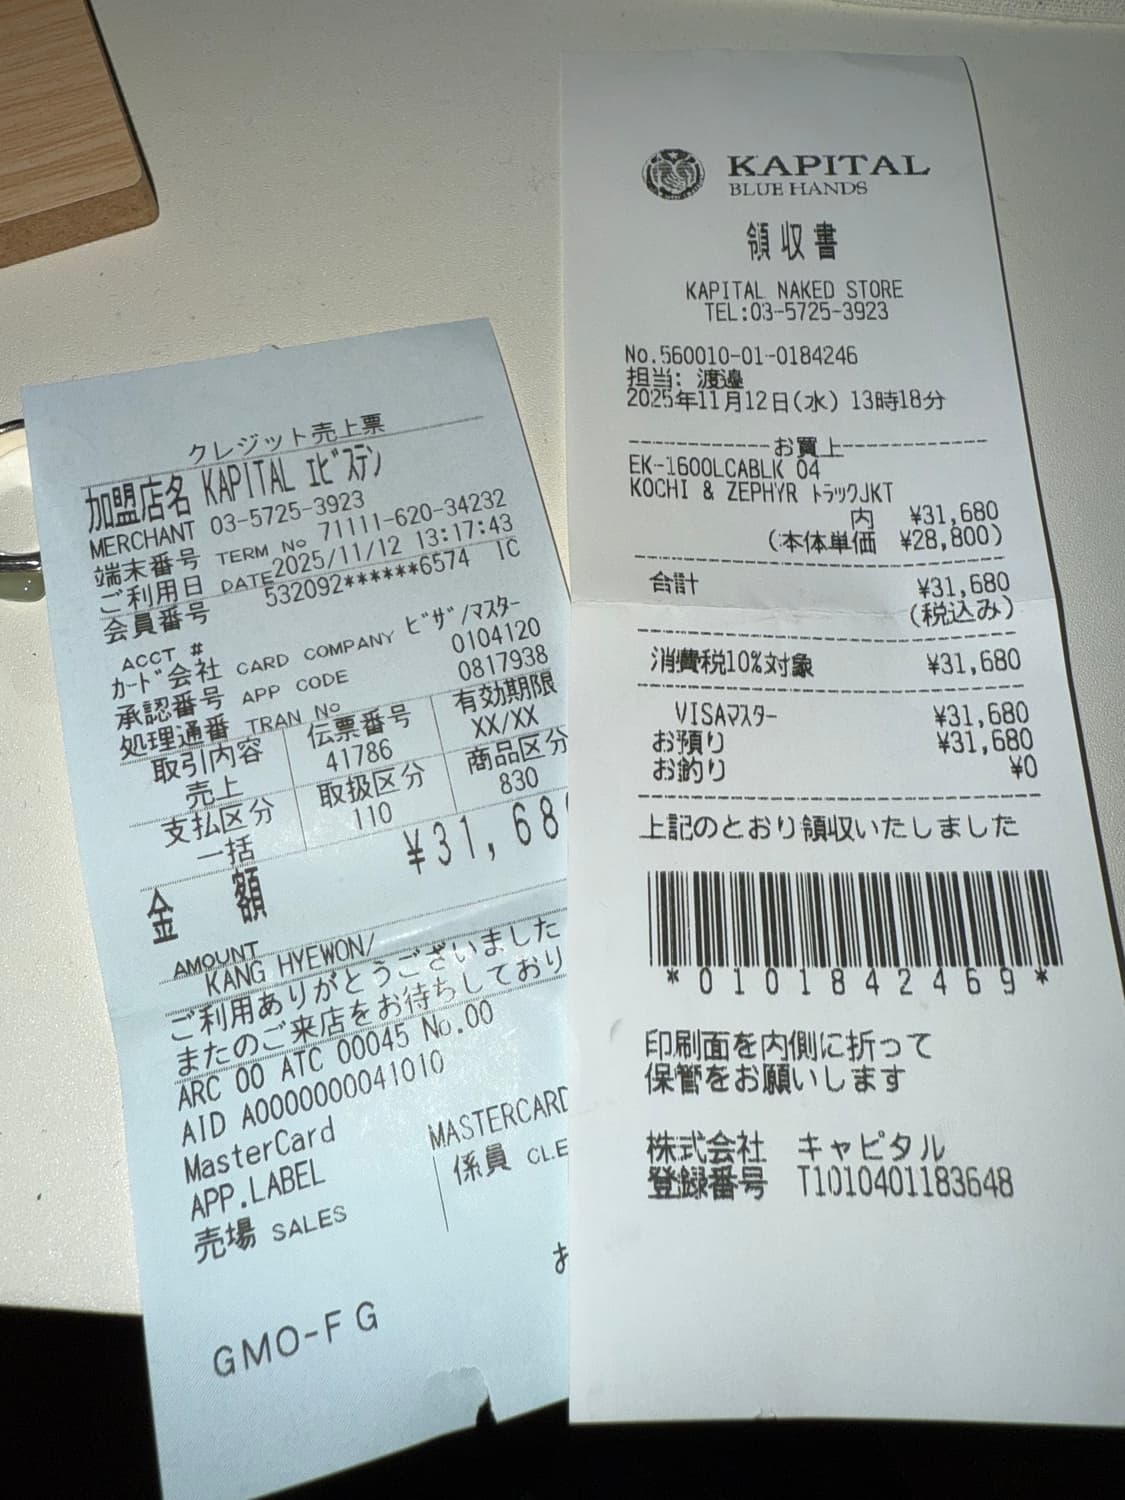 クレジット売上票
加盟店名 KAPITAL エビステン
MERCHANT 03-5725-3923
端末番号 TERM No 71111-620-34232
ご利用日 DATE 2025/11/12 13:17:43
会員番号 532092******6574 IC
ACCT #
カード会社 CARD COMPANY ビザ/マスター
承認番号 APP CODE 0104120
処理通番 TRAN No 0817938
取引内容 伝票番号 有効期限
売上 41786 XX/XX
支払区分 取扱区分 商品区分
一括 110 830
金額 ¥31,68
AMOUNT
KANG HYEWON/
ご利用ありがとうございました
またのご来店をお待ちしており
ARC 00 ATC 00045 No.00
AID A0000000041010
MasterCard
APP.LABEL MASTERCARD
売場 SALES 係員 CLE
お
GMO-FG
KAPITAL
BLUE HANDS
領収書
KAPITAL NAKED STORE
TEL:03-5725-3923
No.560010-01-0184246
担当: 渡邉
2025年11月12日(水) 13時18分
お買上
EK-1600LCABLK 04
KOCHI & ZEPHYR トラックJKT
内 ¥31,680
(本体単価 ¥28,800)
合計 ¥31,680
(税込み)
消費税10%対象 ¥31,680
VISAマスター ¥31,680
お預り ¥31,680
お釣り ¥0
上記のとおり領収いたしました
*0101842469*
印刷面を内側に折って
保管をお願いします
株式会社 キャピタル
登録番号 T1010401183648